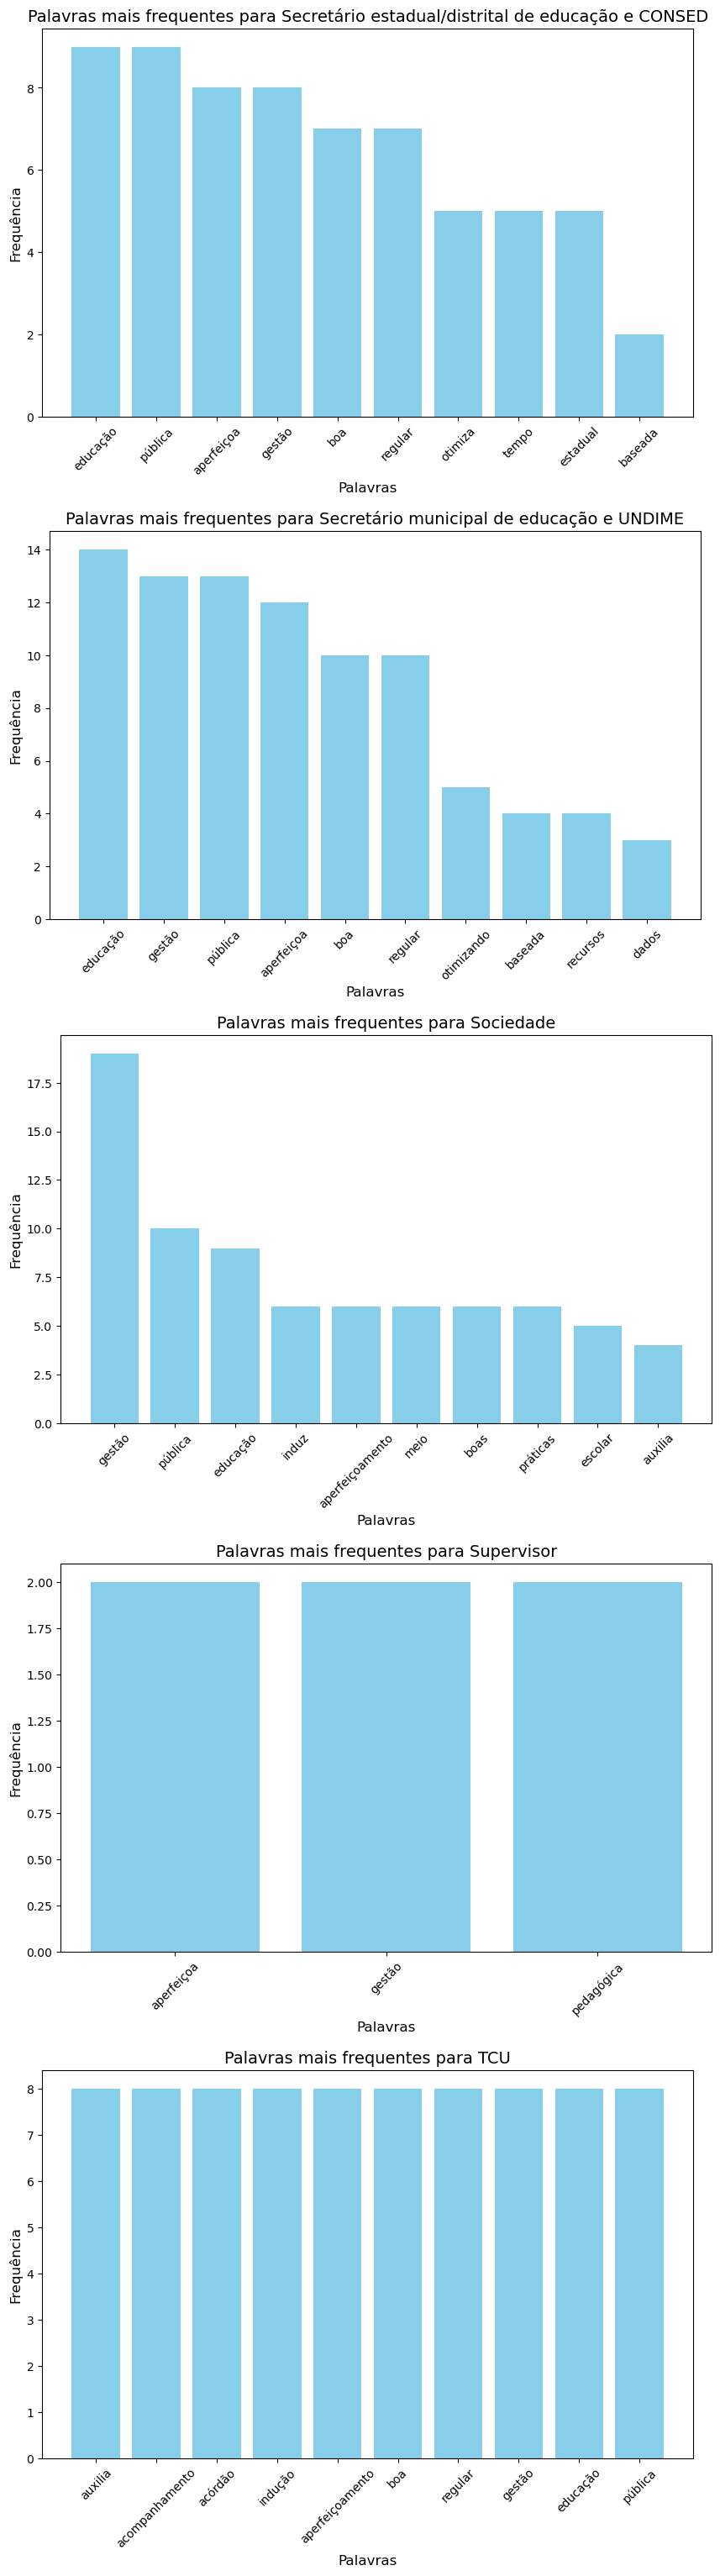 Palavras mais frequentes para Secretário estadual/distrital de educação e CONSED
8
6
4
2
0
Frequência
educação pública aperfeiçoa gestão boa regular otimiza tempo estadual baseada
Palavras
Palavras mais frequentes para Secretário municipal de educação e UNDIME
14
12
10
8
6
4
2
0
Frequência
educação gestão pública aperfeiçoa boa regular otimizando baseada recursos dados
Palavras
Palavras mais frequentes para Sociedade
17.5
15.0
12.5
10.0
7.5
5.0
2.5
0.0
Frequência
gestão pública educação induz aperfeiçoamento meio boas práticas escolar auxilia
Palavras
Palavras mais frequentes para Supervisor
2.00
1.75
1.50
1.25
1.00
0.75
0.50
0.25
0.00
Frequência
aperfeiçoa gestão pedagógica
Palavras
Palavras mais frequentes para TCU
8
7
6
5
4
3
2
1
0
Frequência
auxilia acompanhamento acórdão indução aperfeiçoamento boa regular gestão educação pública
Palavras